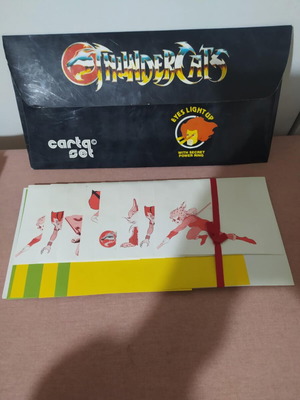 THUNDERCATS
carta®
set
EYES LIGHT UP
WITH SECRET
POWER RING